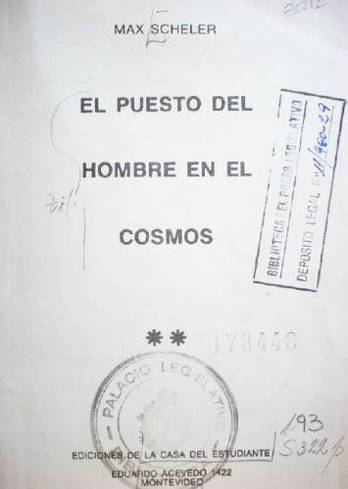 MAX SCHELER
EL PUESTO DEL
HOMBRE EN EL
COSMOS
BIBLIOTECA DEL PODER LEGISLATIVO
DEPOSITO LEGAL N°
**
178448
PALACIO LEGISLATIVO
193
S322p
EDICIONES DE LA CASA DEL ESTUDIANTE
EDUARDO ACEVEDO 1422
MONTEVIDEO